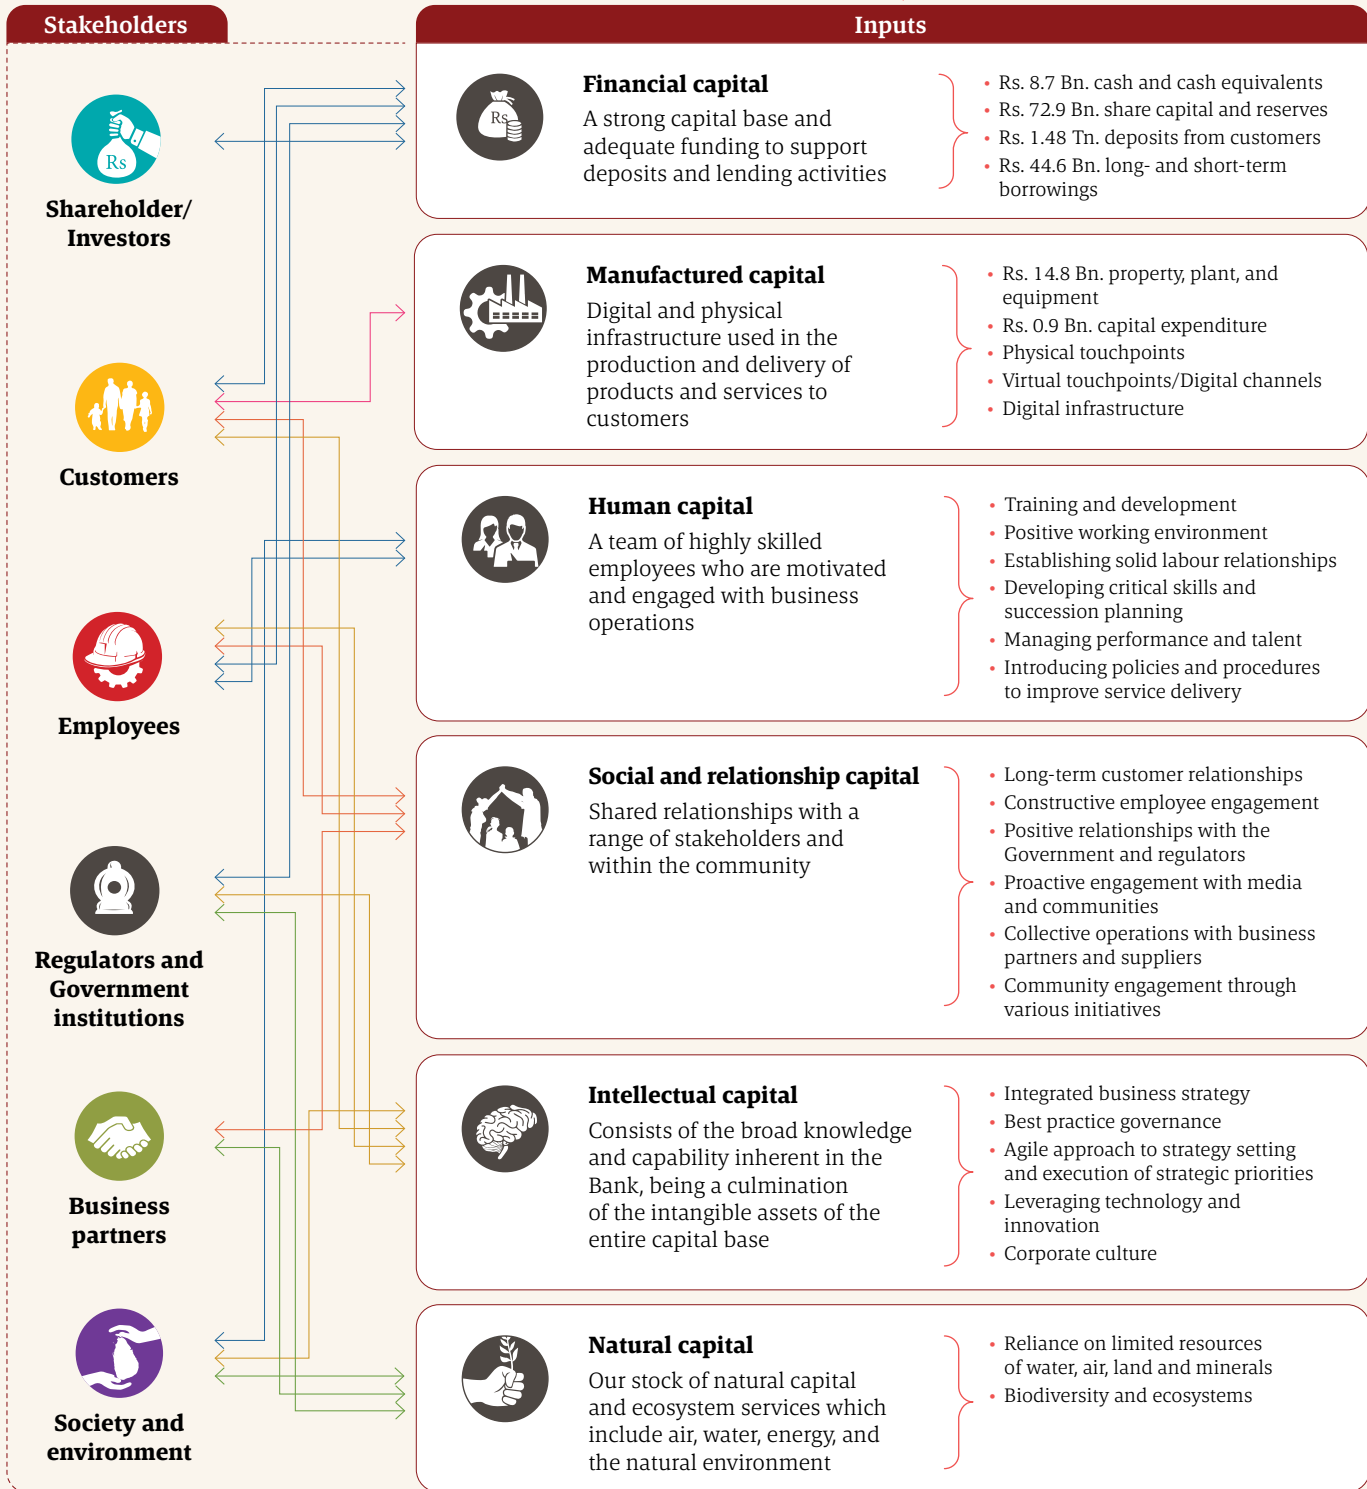 Stakeholders
Rs
Shareholder/
Investors
Customers
Employees
Regulators and
Government
institutions
Business
partners
Society and
environment
Inputs
Rs
Financial capital
A strong capital base and
adequate funding to support
deposits and lending activities
• Rs. 8.7 Bn. cash and cash equivalents
• Rs. 72.9 Bn. share capital and reserves
• Rs. 1.48 Tn. deposits from customers
• Rs. 44.6 Bn. long- and short-term
borrowings
Manufactured capital
Digital and physical
infrastructure used in the
production and delivery of
products and services to
customers
• Rs. 14.8 Bn. property, plant, and
equipment
• Rs. 0.9 Bn. capital expenditure
• Physical touchpoints
• Virtual touchpoints/Digital channels
• Digital infrastructure
Human capital
A team of highly skilled
employees who are motivated
and engaged with business
operations
• Training and development
• Positive working environment
• Establishing solid labour relationships
• Developing critical skills and
succession planning
• Managing performance and talent
• Introducing policies and procedures
to improve service delivery
Social and relationship capital
Shared relationships with a
range of stakeholders and
within the community
• Long-term customer relationships
• Constructive employee engagement
• Positive relationships with the
Government and regulators
• Proactive engagement with media
and communities
• Collective operations with business
partners and suppliers
• Community engagement through
various initiatives
Intellectual capital
Consists of the broad knowledge
and capability inherent in the
Bank, being a culmination
of the intangible assets of the
entire capital base
• Integrated business strategy
• Best practice governance
• Agile approach to strategy setting
and execution of strategic priorities
• Leveraging technology and
innovation
• Corporate culture
Natural capital
Our stock of natural capital
and ecosystem services which
include air, water, energy, and
the natural environment
• Reliance on limited resources
of water, air, land and minerals
• Biodiversity and ecosystems